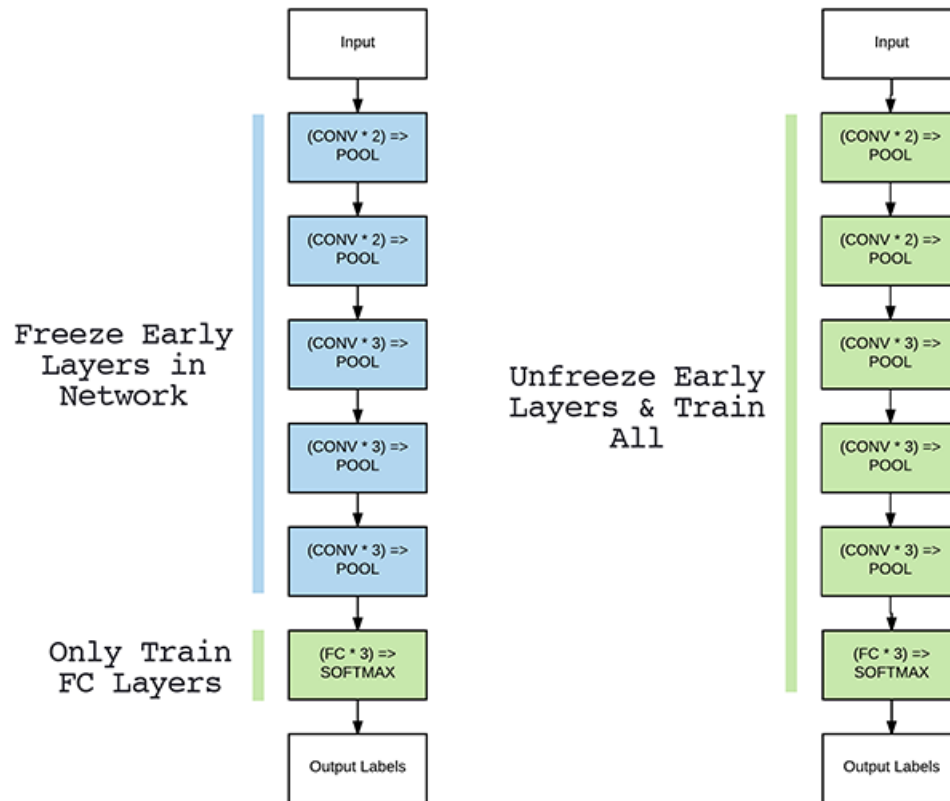 Input
(CONV * 2) =>
POOL
(CONV * 2) =>
POOL
Freeze Early
Layers in
Network
(CONV * 3) =>
POOL
(CONV * 3) =>
POOL
(CONV * 3) =>
POOL
Only Train
FC Layers
(FC * 3) =>
SOFTMAX
Output Labels
Input
(CONV * 2) =>
POOL
(CONV * 2) =>
POOL
(CONV * 3) =>
POOL
Unfreeze Early
Layers & Train
All
(CONV * 3) =>
POOL
(CONV * 3) =>
POOL
(FC * 3) =>
SOFTMAX
Output Labels